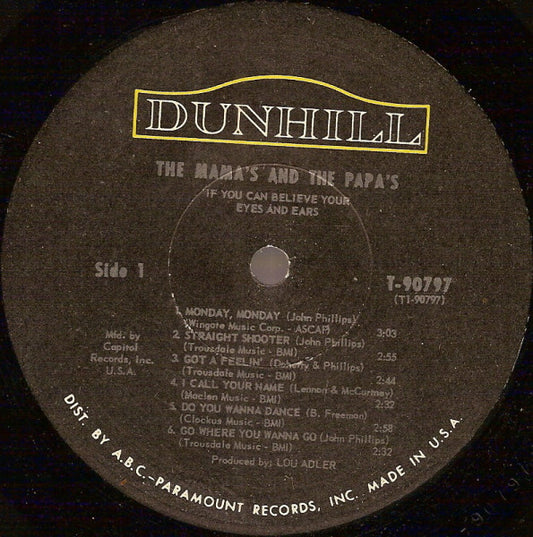 DUNHILL
THE MAMA'S AND THE PAPA'S
IF YOU CAN BELIEVE YOUR
EYES AND EARS
Side 1
T-90797
(T1-90797)
Mfd. by
Capitol
Records, Inc.
U.S.A.
1. MONDAY, MONDAY (John Phillips)
(Wingate Music Corp. - ASCAP) 3:03
2. STRAIGHT SHOOTER (John Phillips)
(Trousdale Music - BMI) 2:55
3. GOT A FEELIN' (Doherty & Phillips)
(Trousdale Music - BMI) 2:44
4. I CALL YOUR NAME (Lennon & McCartney)
(Maclen Music - BMI) 2:32
5. DO YOU WANNA DANCE (B. Freeman)
(Clockus Music - BMI) 2:58
6. GO WHERE YOU WANNA GO (John Phillips)
(Trousdale Music - BMI) 2:32
Produced by: LOU ADLER
DIST. BY A.B.C.-PARAMOUNT RECORDS, INC. MADE IN U.S.A.